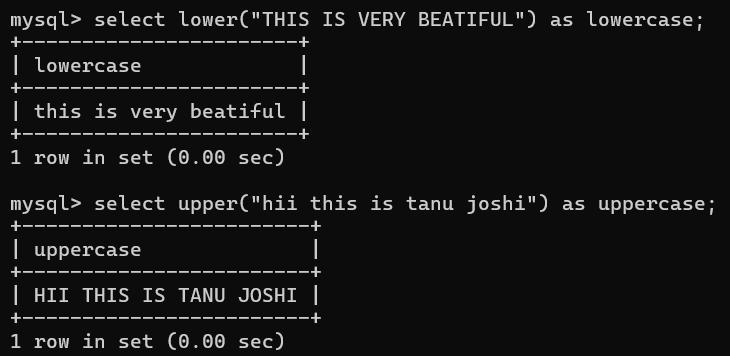 mysql> select lower("THIS IS VERY BEATIFUL") as lowercase;
+-----------------------+
| lowercase             |
+-----------------------+
| this is very beatiful |
+-----------------------+
1 row in set (0.00 sec)
mysql> select upper("hii this is tanu joshi") as uppercase;
+------------------------+
| uppercase              |
+------------------------+
| HII THIS IS TANU JOSHI |
+------------------------+
1 row in set (0.00 sec)